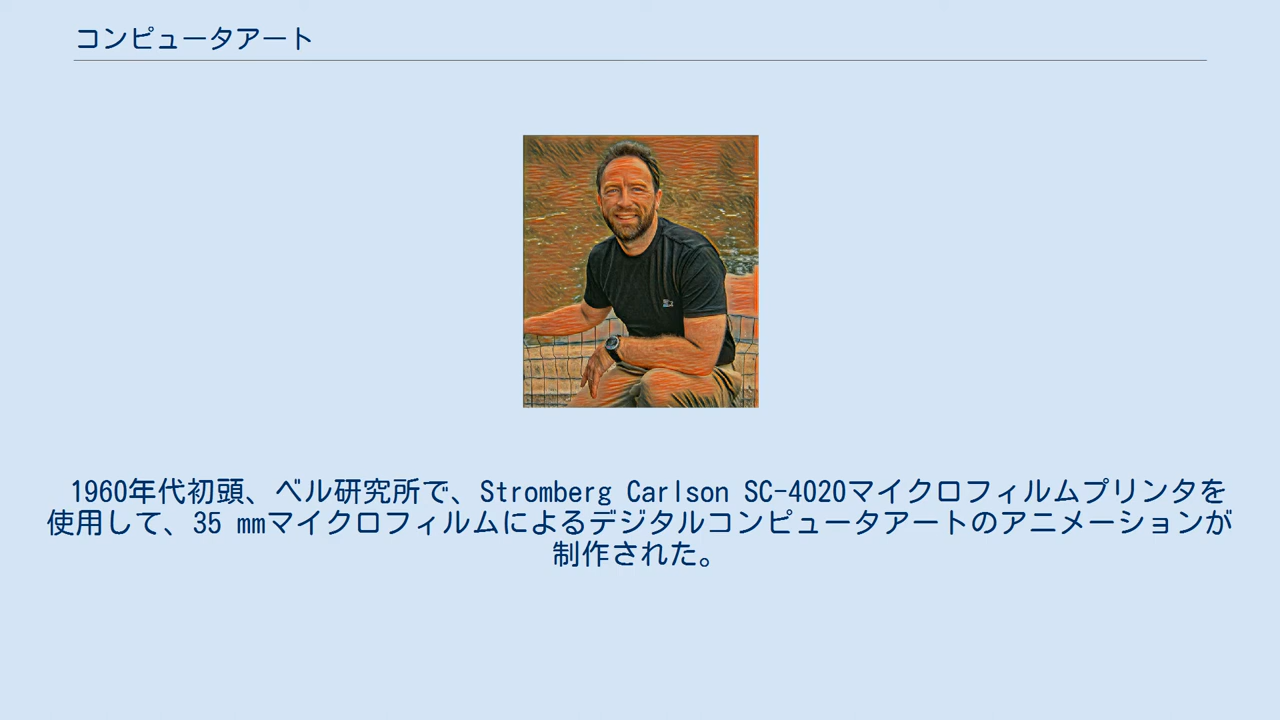 コンピュータアート
1960年代初頭、ベル研究所で、Stromberg Carlson SC-4020マイクロフィルムプリンタを
使用して、35 mmマイクロフィルムによるデジタルコンピュータアートのアニメーションが
制作された。